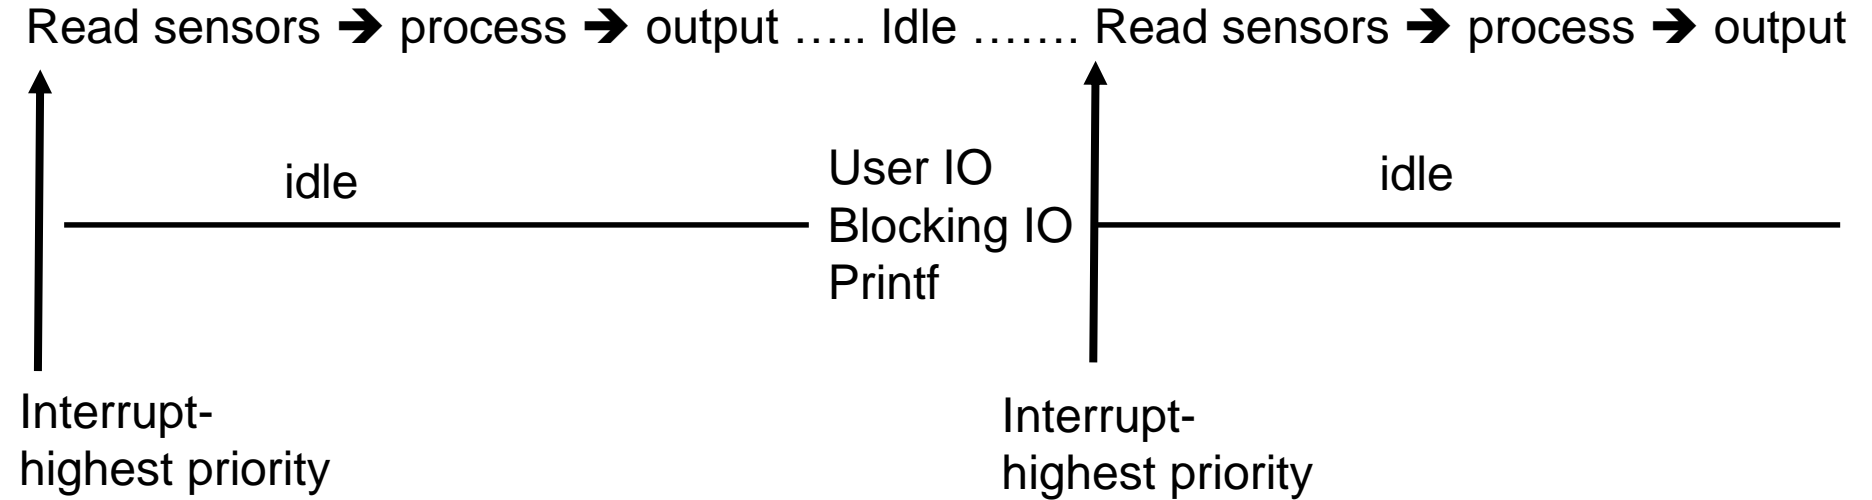 Read sensors ➔ process ➔ output ….. Idle ……. Read sensors ➔ process ➔ output
idle
User IO
Blocking IO
Printf
idle
Interrupt-
highest priority
Interrupt-
highest priority